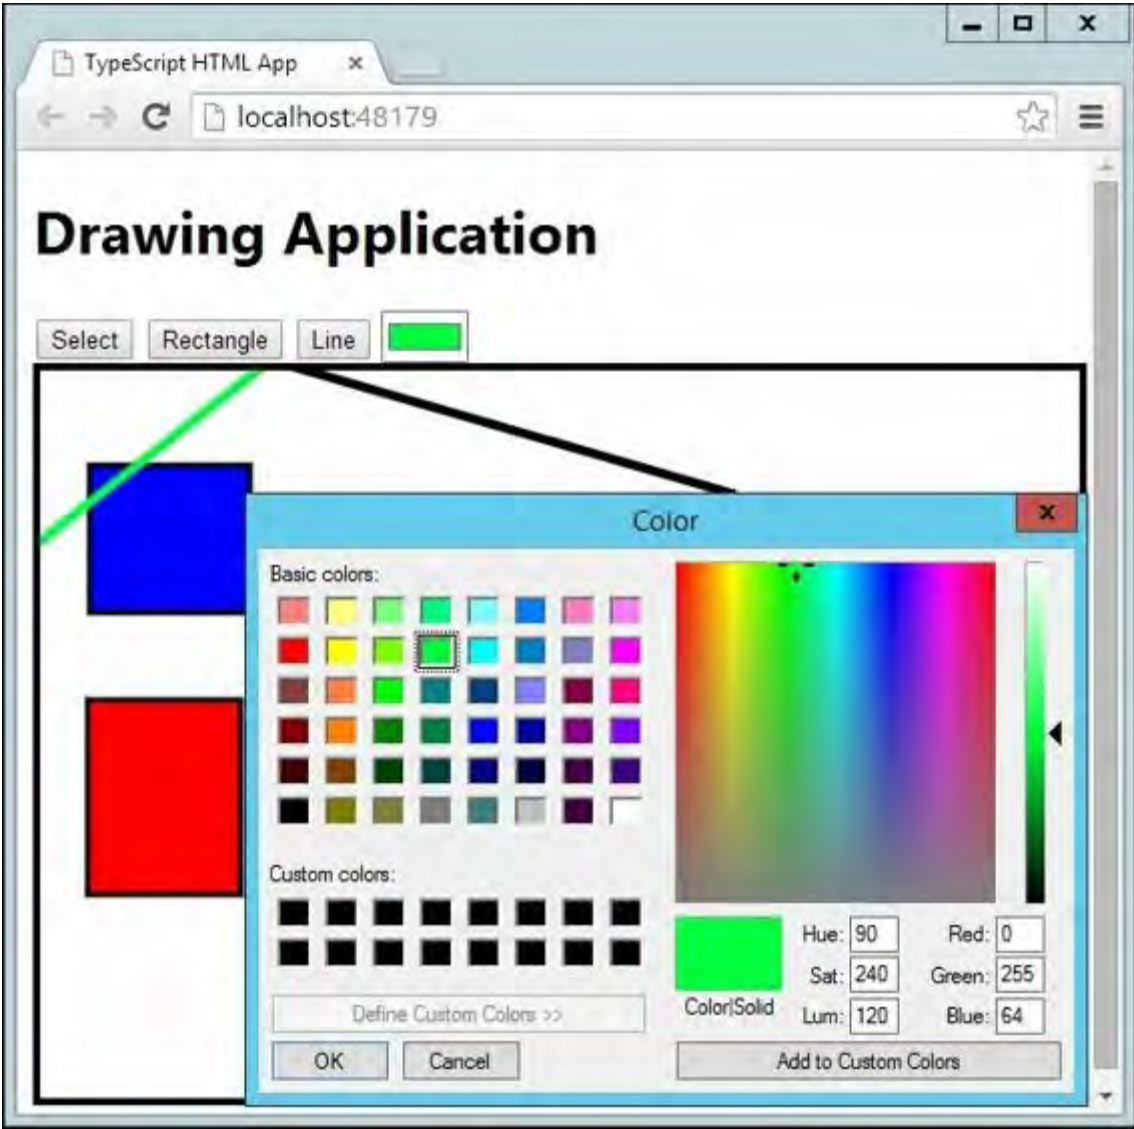 TypeScript HTML App
localhost:48179
Drawing Application
Select Rectangle Line
Color
Basic colors:
Custom colors:
Define Custom Colors >>
OK Cancel
Color|Solid
Hue: 90 Red: 0
Sat: 240 Green: 255
Lum: 120 Blue: 64
Add to Custom Colors